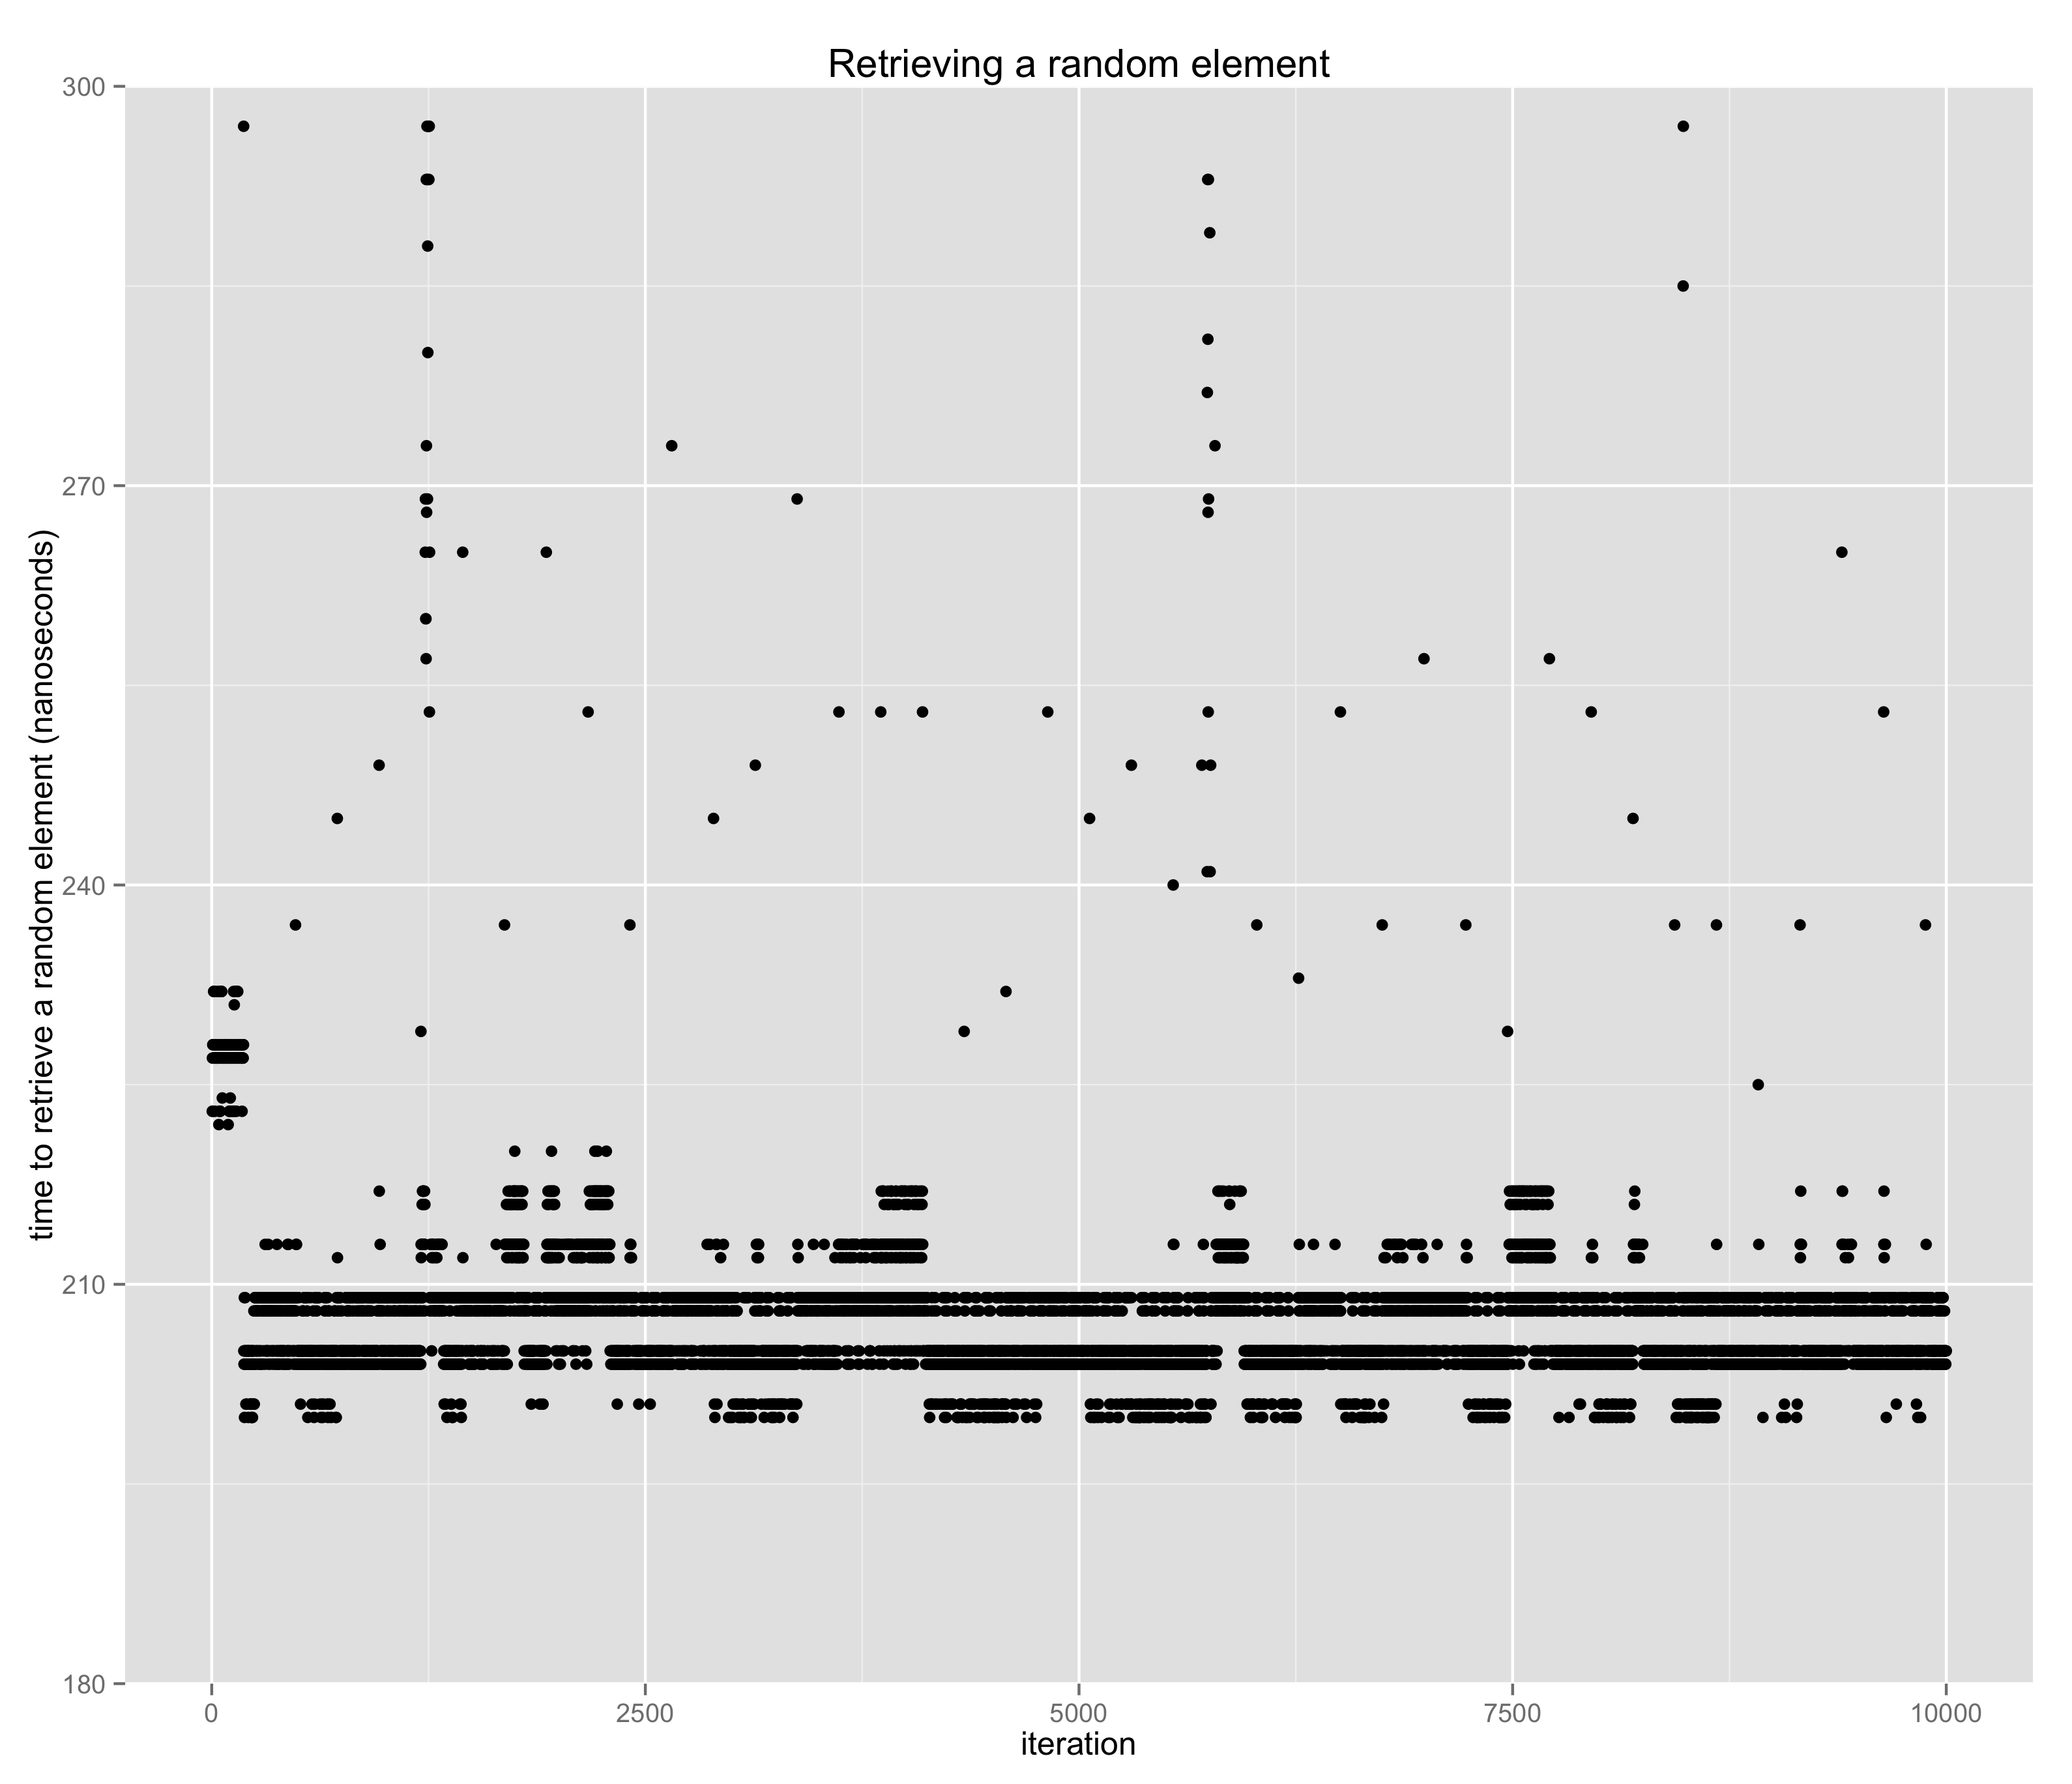 Retrieving a random element
time to retrieve a random element (nanoseconds)
300
270
240
210
180
0 2500 5000 7500 10000
iteration